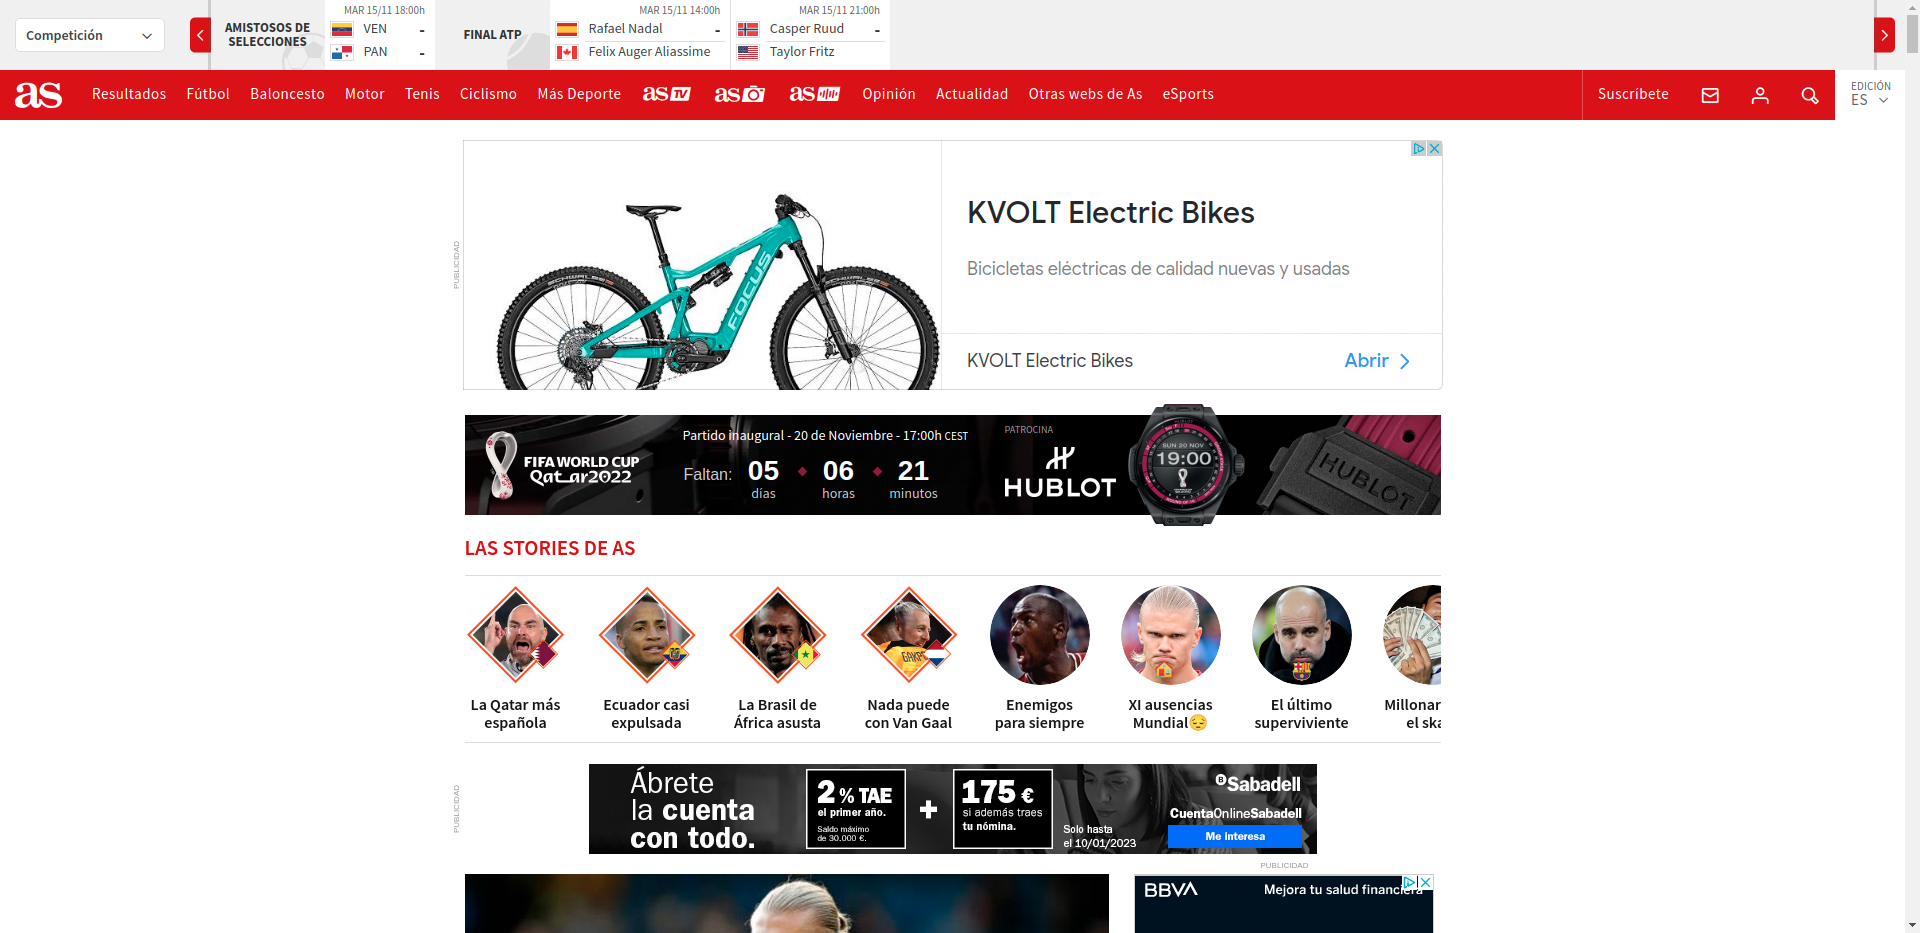 Competición
AMISTOSOS DE
SELECCIONES
MAR 15/11 18:00h
VEN -
PAN -
FINAL ATP
MAR 15/11 14:00h
Rafael Nadal -
Felix Auger Aliassime
MAR 15/11 21:00h
Casper Ruud -
Taylor Fritz
as Resultados Fútbol Baloncesto Motor Tenis Ciclismo Más Deporte as TV as as Opinión Actualidad Otras webs de As eSports Suscríbete
EDICIÓN
ES
PUBLICIDAD
FOCUS
SCHWALBE
KVOLT Electric Bikes
Bicicletas eléctricas de calidad nuevas y usadas
KVOLT Electric Bikes Abrir
FIFA WORLD CUP
Qatar2022
Partido inaugural - 20 de Noviembre - 17:00h CEST
Faltan: 05 06 21
días horas minutos
PATROCINA
HUBLOT
SUN 20 NOV
19:00
HUBLOT
LAS STORIES DE AS
La Qatar más
española
Ecuador casi
expulsada
La Brasil de
África asusta
Nada puede
con Van Gaal
Enemigos
para siempre
XI ausencias
Mundial😔
El último
superviviente
Millonar
el ska
PUBLICIDAD
Ábrete
la cuenta
con todo.
2 % TAE
el primer año.
Saldo máximo
de 30.000 €.
+
175 €
si además traes
tu nómina.
Solo hasta
el 10/01/2023
Sabadell
CuentaOnlineSabadell
Me interesa
PUBLICIDAD
BBVA
Mejora tu salud financiera